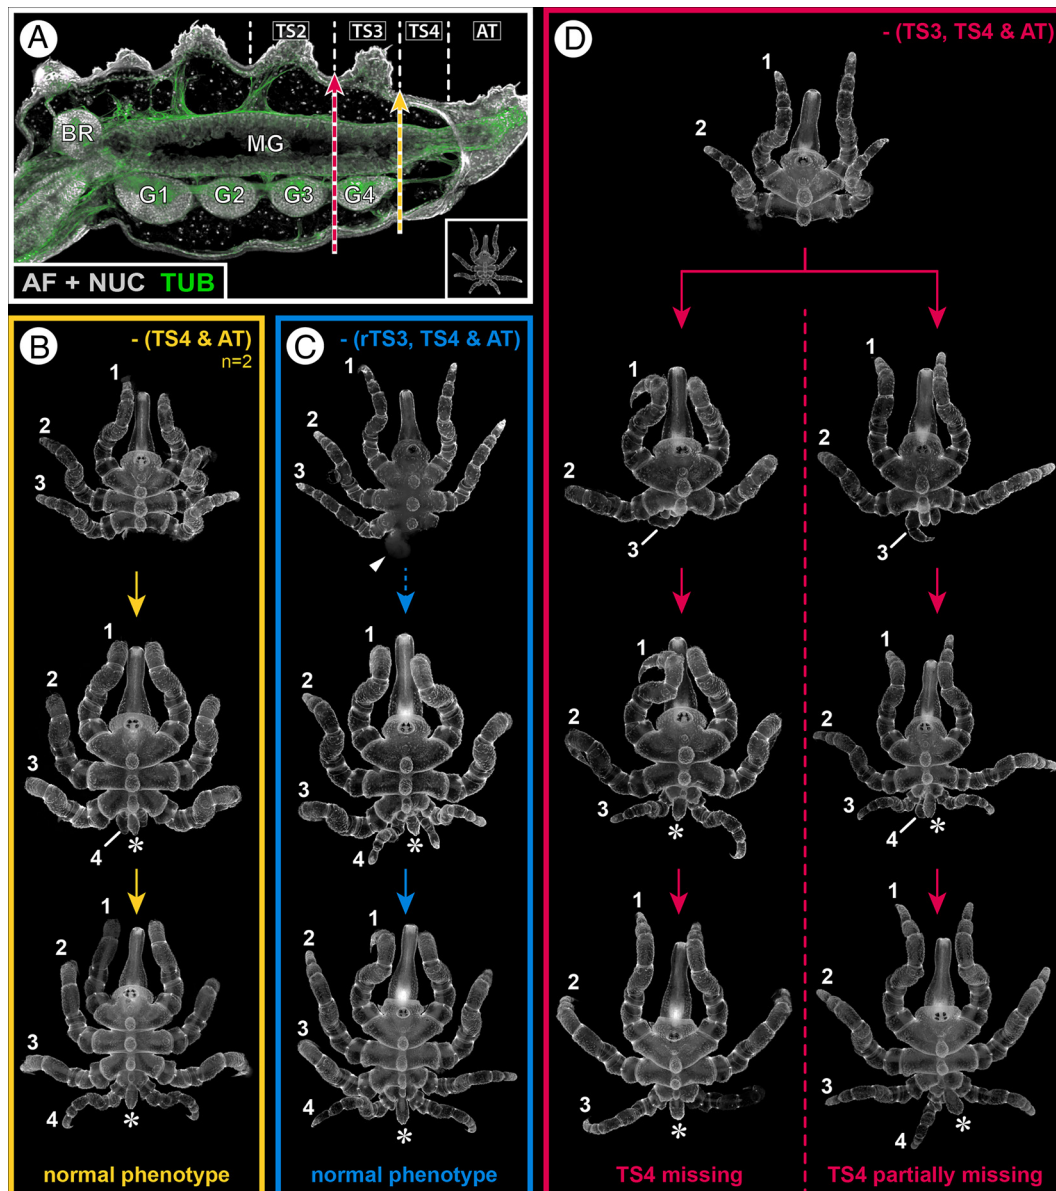 A
TS2
TS3
TS4
AT
BR
MG
G1
G2
G3
G4
AF + NUC TUB
B
- (TS4 & AT)
n=2
1
2
3
1
2
3
4
*
1
2
3
4
*
normal phenotype
C
- (rTS3, TS4 & AT)
1
2
3
1
2
3
4
*
1
2
3
4
*
normal phenotype
D
- (TS3, TS4 & AT)
1
2
1
2
3
1
2
3
*
1
2
3
*
TS4 missing
1
2
3
1
2
3
4
*
1
2
3
4
*
TS4 partially missing